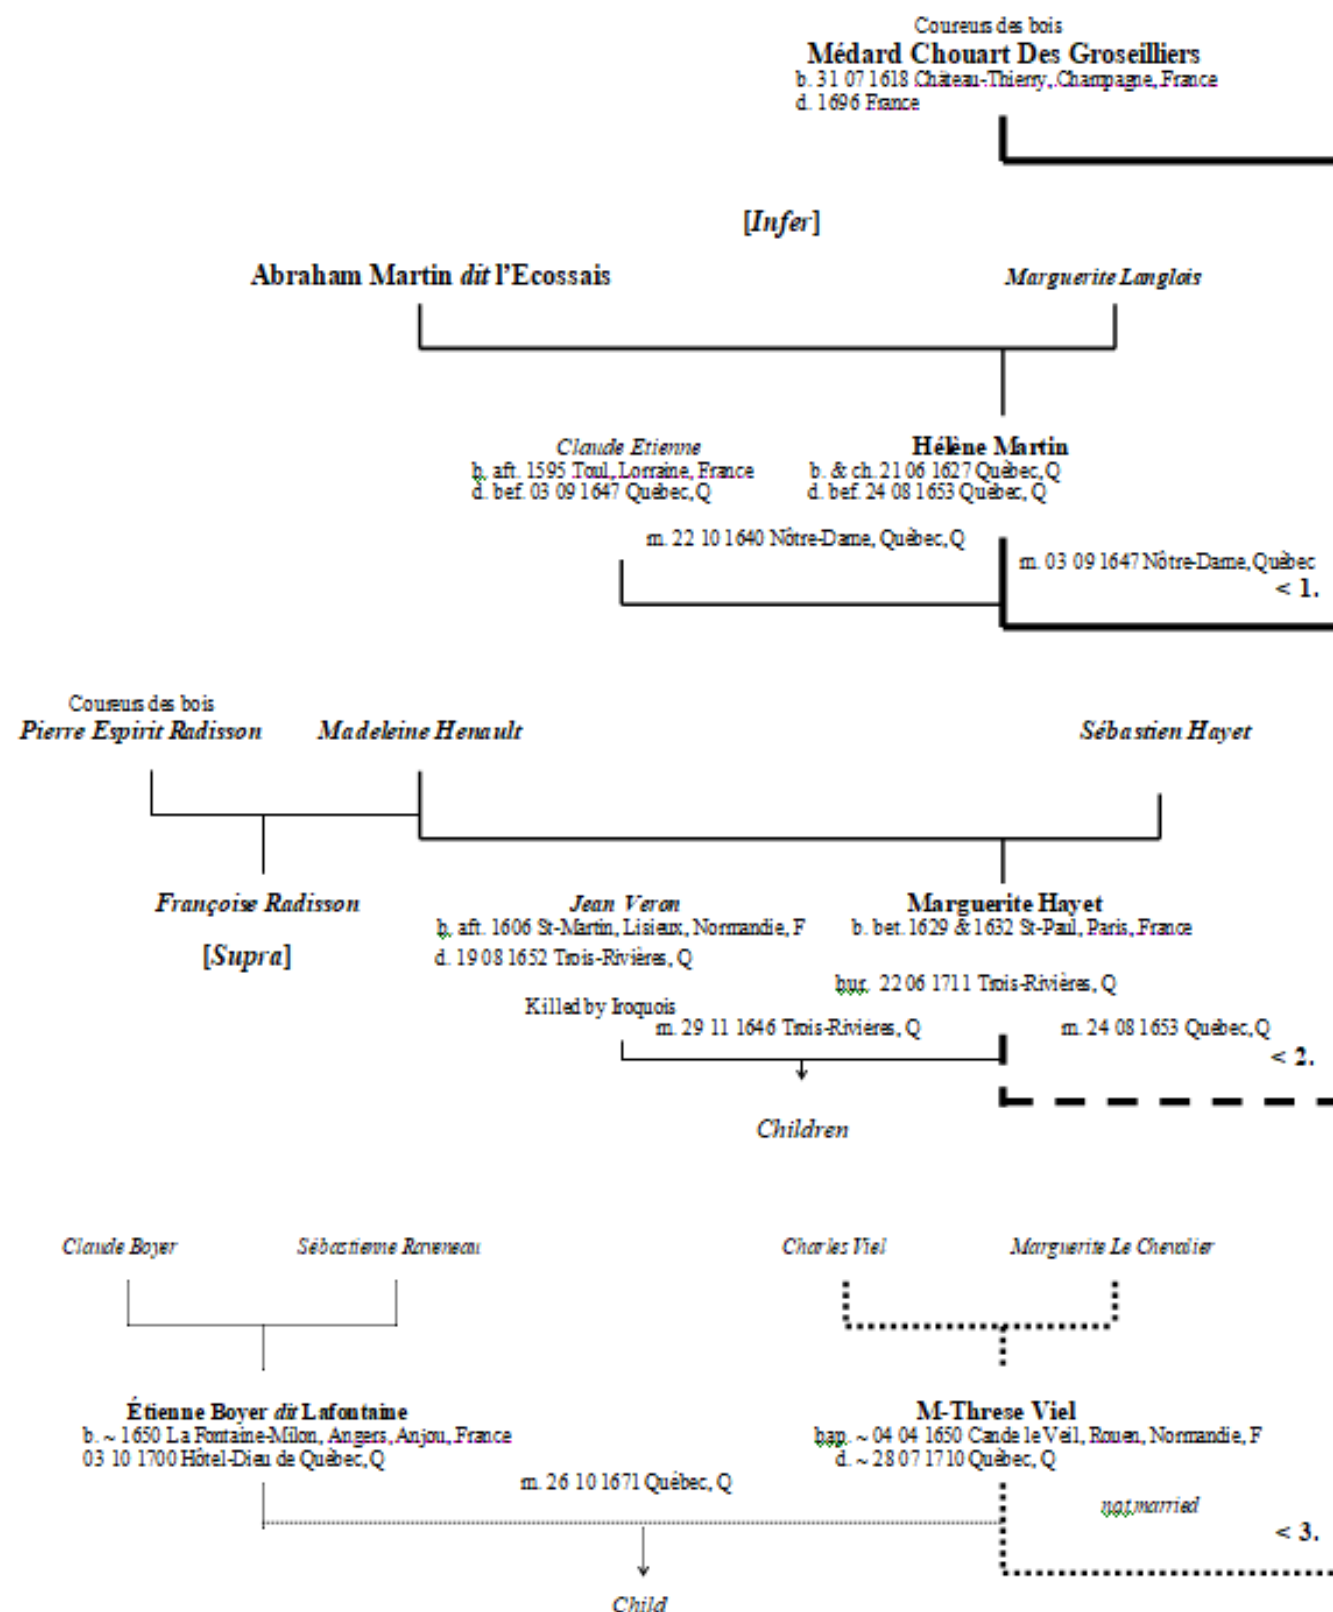 Coureurs des bois
Médard Chouart Des Groseilliers
b. 31 07 1618 Château-Thierry, Champagne, France
d. 1696 France
[Infer]
Abraham Martin dit l'Ecossais
Marguerite Langlois
Claude Etienne
b. aft. 1595 Toul, Lorraine, France
d. bef. 03 09 1647 Québec, Q
Hélène Martin
b. & ch. 21 06 1627 Québec, Q
d. bef. 24 08 1653 Québec, Q
m. 22 10 1640 Nôtre-Dame, Québec, Q
m. 03 09 1647 Nôtre-Dame, Québec
< 1.
Coureurs des bois
Pierre Espirit Radisson
Madeleine Henault
Sébastien Hayet
Françoise Radisson
[Supra]
Jean Veron
b. aft. 1606 St-Martin, Lisieux, Normandie, F
d. 19 08 1652 Trois-Rivières, Q
Killed by Iroquois
Marguerite Hayet
b. bet. 1629 & 1632 St-Paul, Paris, France
bur. 22 06 1711 Trois-Rivières, Q
m. 29 11 1646 Trois-Rivières, Q
m. 24 08 1653 Québec, Q
< 2.
Children
Claude Boyer
Sébastienne Raveneau
Charles Viel
Marguerite Le Chevalier
Étienne Boyer dit Lafontaine
b. ~ 1650 La Fontaine-Milon, Angers, Anjou, France
03 10 1700 Hôtel-Dieu de Québec, Q
M-Threse Viel
bap. ~ 04 04 1650 Cande le Veil, Rouen, Normandie, F
d. ~ 28 07 1710 Québec, Q
m. 26 10 1671 Québec, Q
not married
< 3.
Child